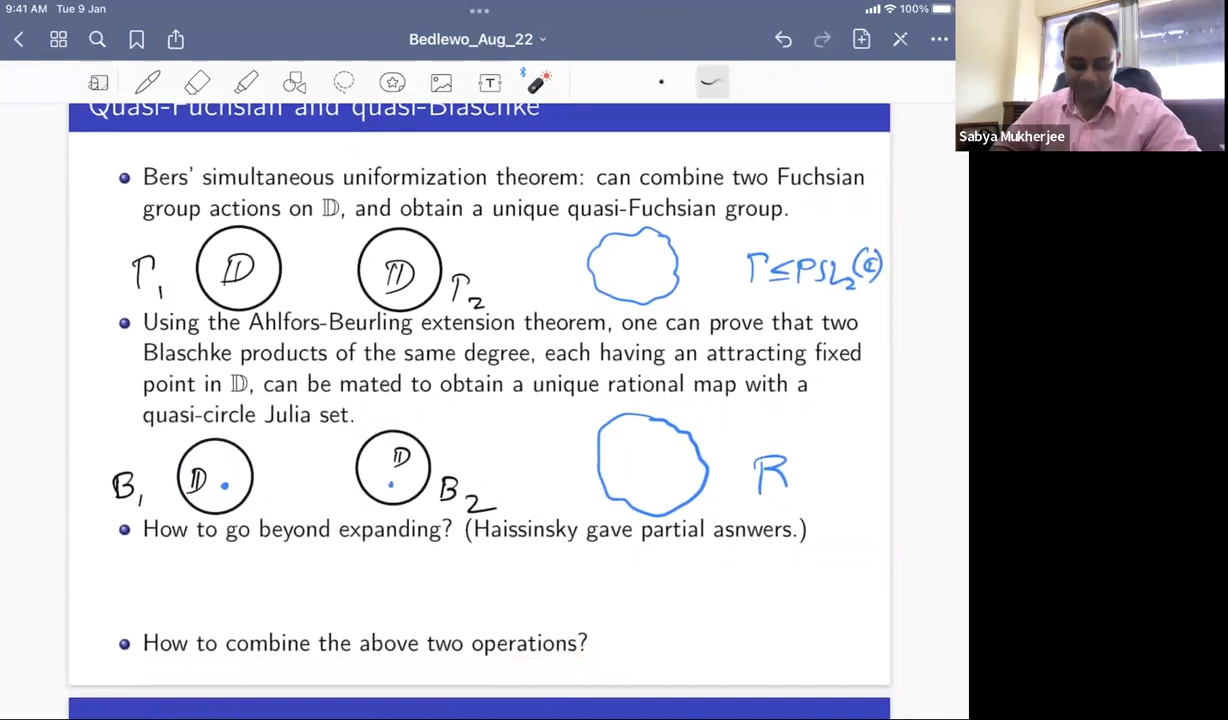 9:41 AM Tue 9 Jan
100%
Bedlewo_Aug_22
Sabya Mukherjee
Quasi-Fuchsian and quasi-Blaschke
Bers' simultaneous uniformization theorem: can combine two Fuchsian
group actions on 𝔻, and obtain a unique quasi-Fuchsian group.
Γ₁ 𝔻 𝔻 Γ₂ Γ ≤ PSL₂(ℂ)
Using the Ahlfors-Beurling extension theorem, one can prove that two
Blaschke products of the same degree, each having an attracting fixed
point in 𝔻, can be mated to obtain a unique rational map with a
quasi-circle Julia set.
B₁ 𝔻 𝔻 B₂ R
How to go beyond expanding? (Haissinsky gave partial asnwers.)
How to combine the above two operations?